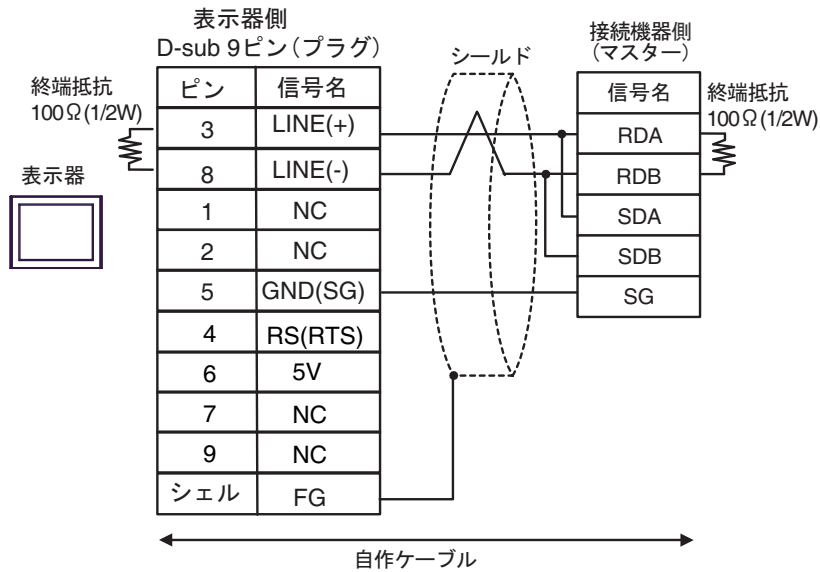 表示器側
D-sub 9ピン(プラグ)
シールド
接続機器側
(マスター)
終端抵抗
100Ω(1/2W)
表示器
ピン 信号名
3 LINE(+)
8 LINE(-)
1 NC
2 NC
5 GND(SG)
4 RS(RTS)
6 5V
7 NC
9 NC
シェル FG
信号名
RDA
RDB
SDA
SDB
SG
終端抵抗
100Ω(1/2W)
自作ケーブル